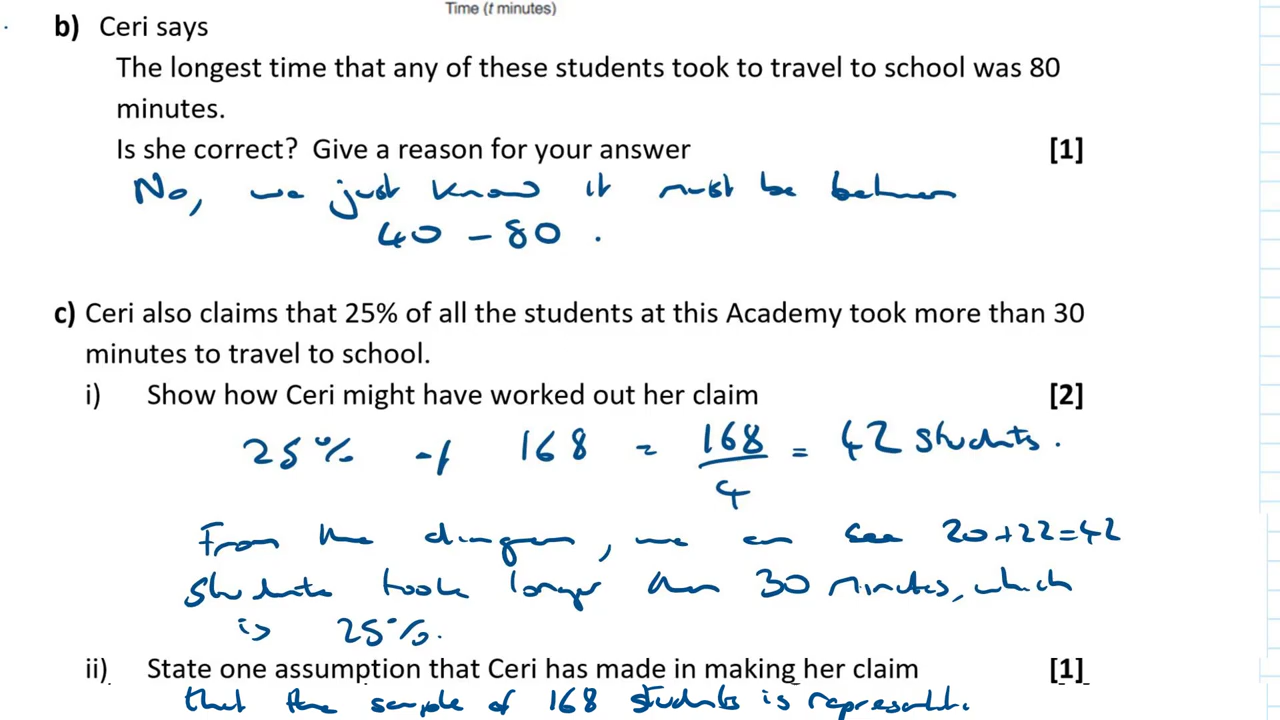 Time (t minutes)
b) Ceri says
The longest time that any of these students took to travel to school was 80
minutes.
Is she correct? Give a reason for your answer [1]
No, we just know it must be between
40 - 80 .
c) Ceri also claims that 25% of all the students at this Academy took more than 30
minutes to travel to school.
i) Show how Ceri might have worked out her claim [2]
25% of 168 = 168/4 = 42 students.
From the diagram, we can see 20+22=42
students took longer than 30 minutes, which
is 25%.
ii) State one assumption that Ceri has made in making her claim [1]
that the sample of 168 students is representative